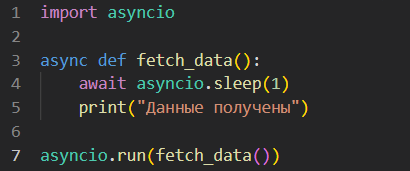 1 import asyncio
2
3 async def fetch_data():
4     await asyncio.sleep(1)
5     print("Данные получены")
6
7 asyncio.run(fetch_data())